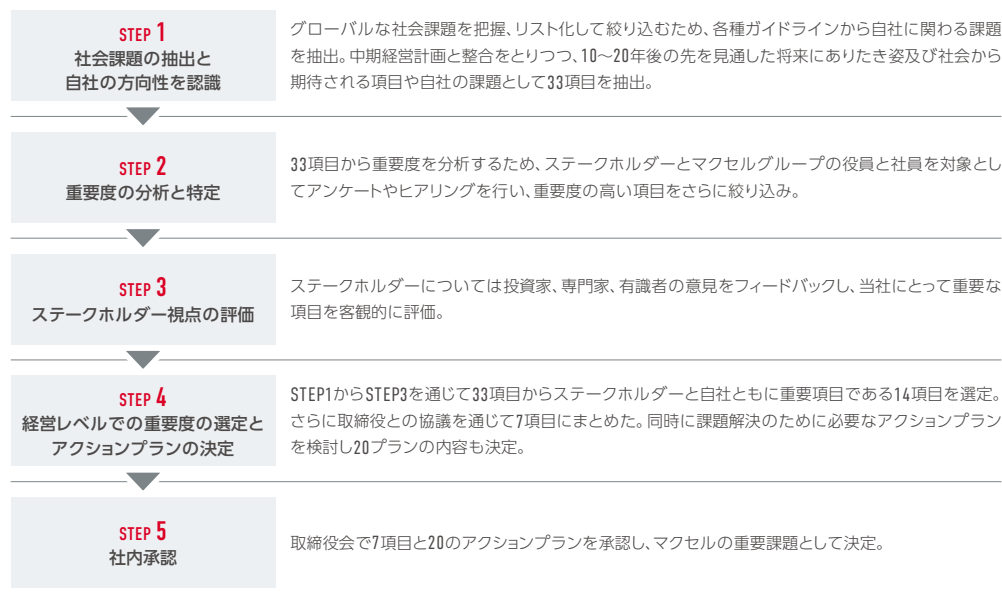 STEP 1
社会課題の抽出と
自社の方向性を認識
グローバルな社会課題を把握、リスト化して絞り込むため、各種ガイドラインから自社に関わる課題
を抽出。中期経営計画と整合をとりつつ、10～20年後の先を見通した将来にありたき姿及び社会から
期待される項目や自社の課題として33項目を抽出。
STEP 2
重要度の分析と特定
33項目から重要度を分析するため、ステークホルダーとマクセルグループの役員と社員を対象とし
てアンケートやヒアリングを行い、重要度の高い項目をさらに絞り込み。
STEP 3
ステークホルダー視点の評価
ステークホルダーについては投資家、専門家、有識者の意見をフィードバックし、当社にとって重要な
項目を客観的に評価。
STEP 4
経営レベルでの重要度の選定と
アクションプランの決定
STEP1からSTEP3を通じて33項目からステークホルダーと自社ともに重要項目である14項目を選定。
さらに取締役との協議を通じて7項目にまとめた。同時に課題解決のために必要なアクションプラン
を検討し20プランの内容も決定。
STEP 5
社内承認
取締役会で7項目と20のアクションプランを承認し、マクセルの重要課題として決定。